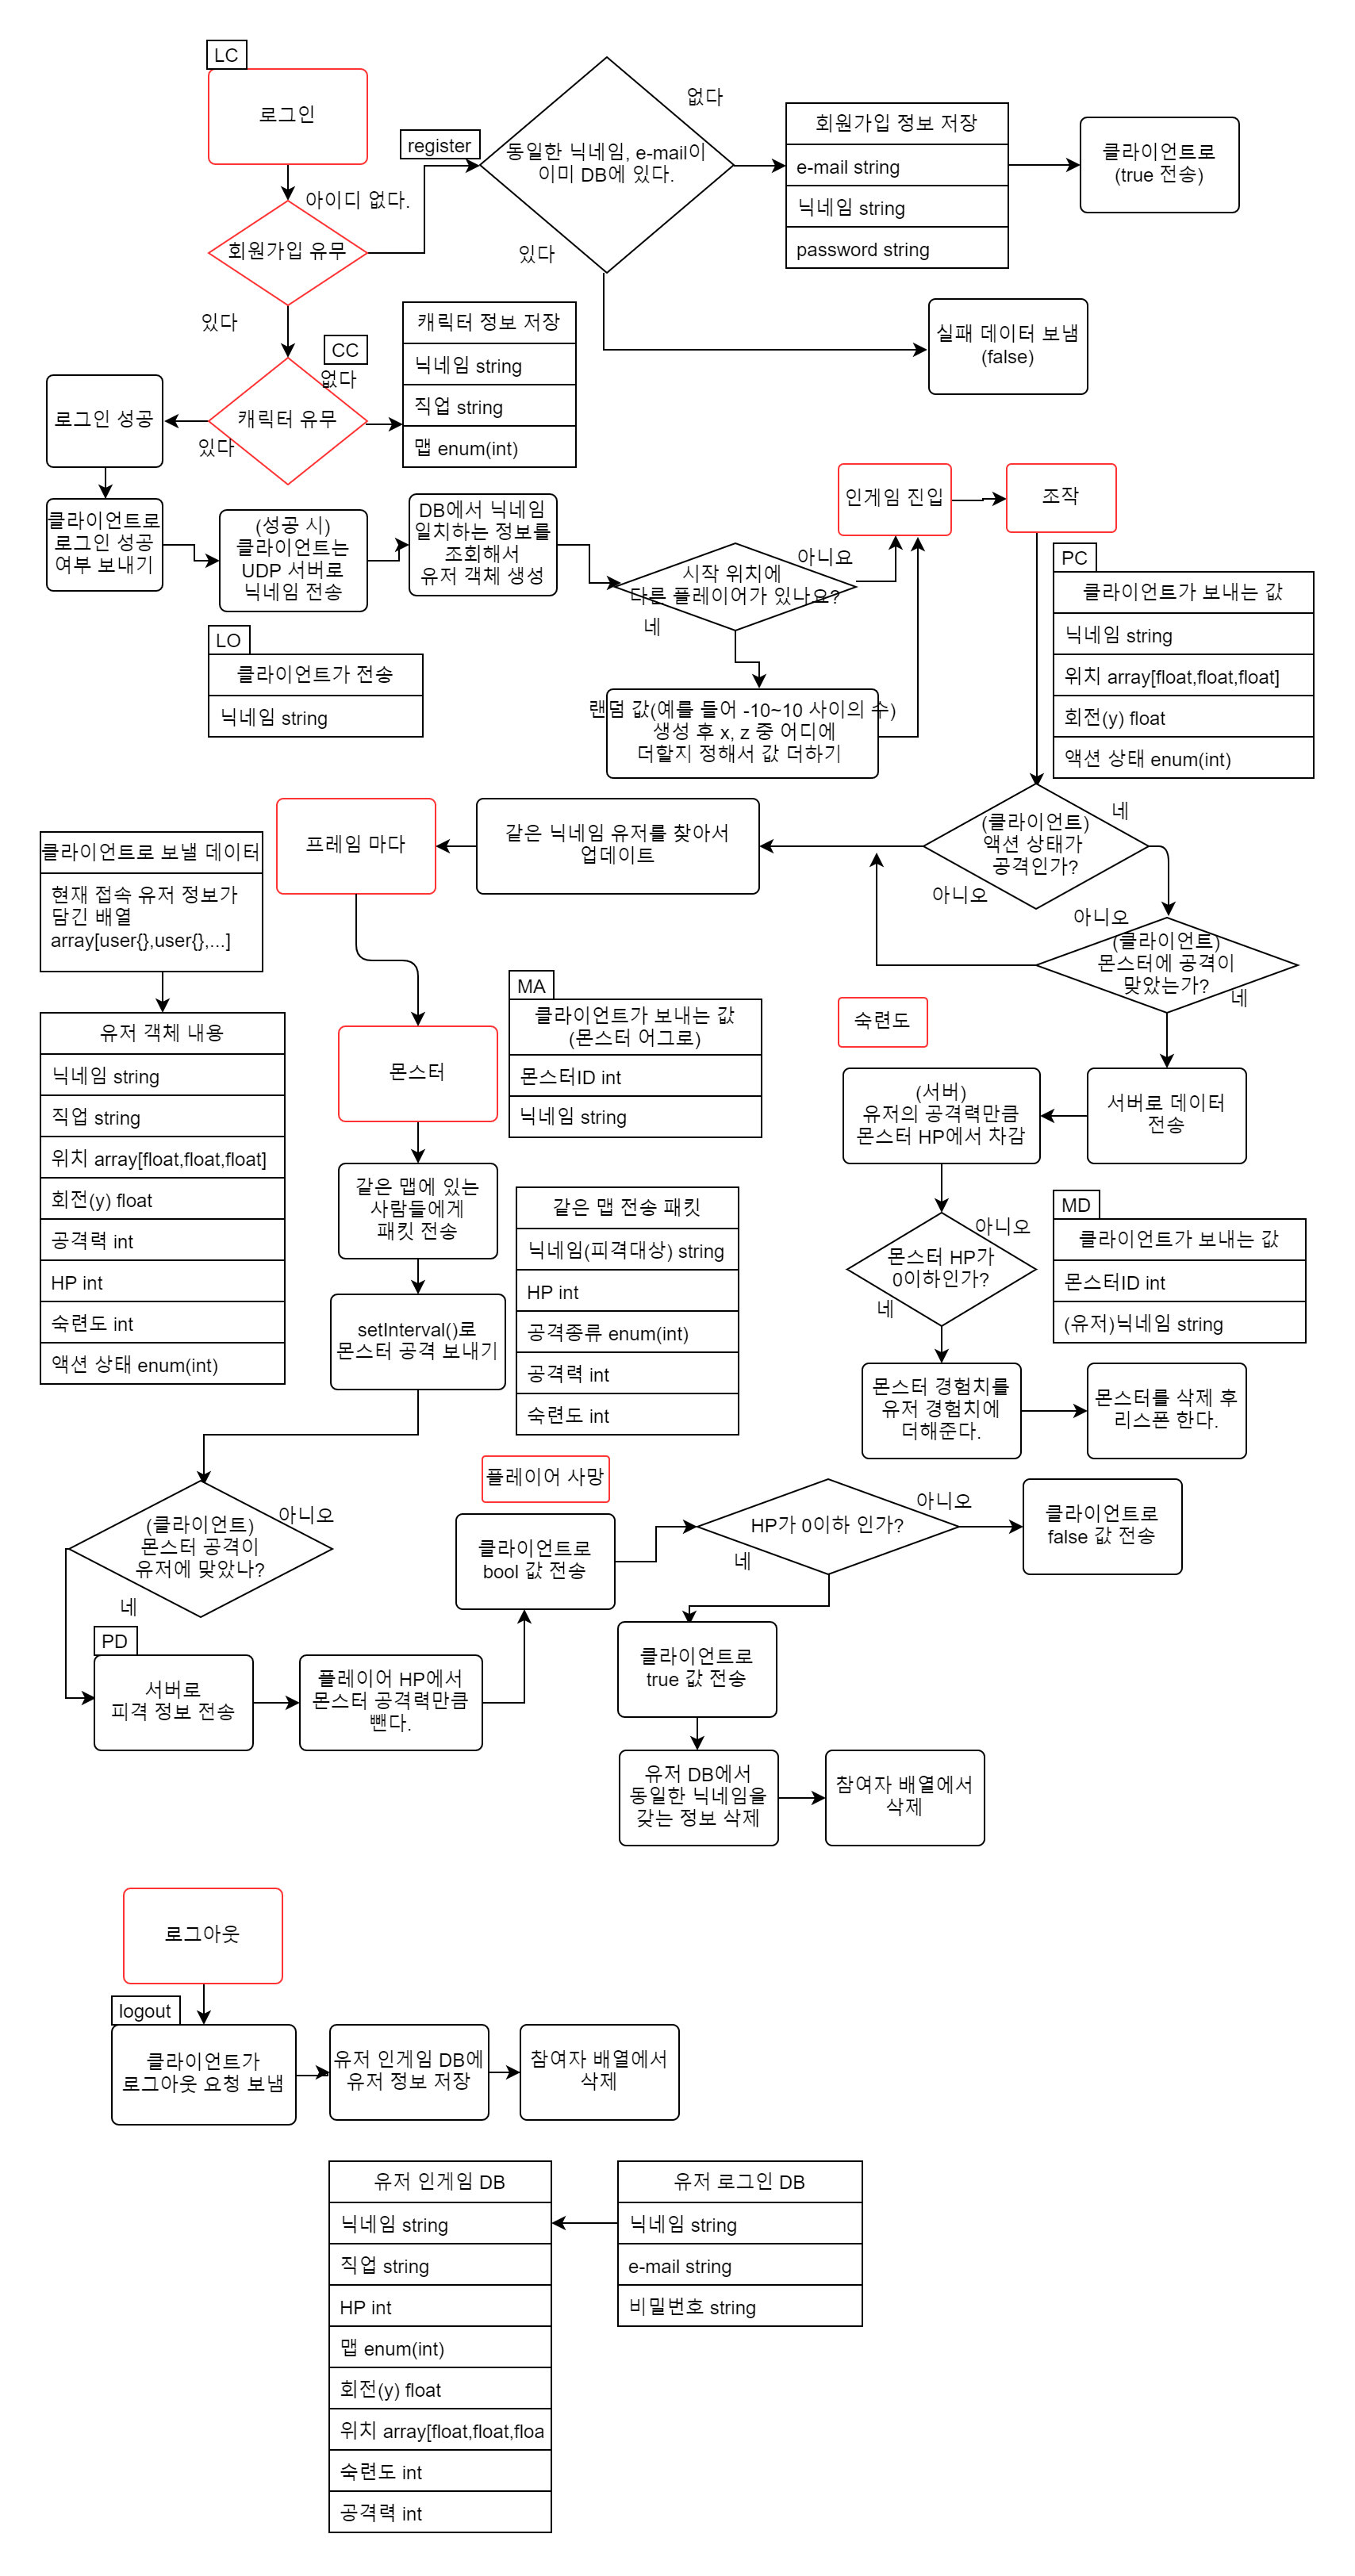 LC
로그인
아이디 없다.
회원가입 유무
있다
register
동일한 닉네임, e-mail이
이미 DB에 있다.
없다
있다
회원가입 정보 저장
e-mail string
닉네임 string
password string
클라이언트로
(true 전송)
실패 데이터 보냄
(false)
CC
없다
캐릭터 유무
있다
캐릭터 정보 저장
닉네임 string
직업 string
맵 enum(int)
로그인 성공
클라이언트로
로그인 성공
여부 보내기
(성공 시)
클라이언트는
UDP 서버로
닉네임 전송
LO
클라이언트가 전송
닉네임 string
DB에서 닉네임
일치하는 정보를
조회해서
유저 객체 생성
시작 위치에
다른 플레이어가 있나요?
아니요
네
랜덤 값(예를 들어 -10~10 사이의 수)
생성 후 x, z 중 어디에
더할지 정해서 값 더하기
인게임 진입
조작
PC
클라이언트가 보내는 값
닉네임 string
위치 array[float,float,float]
회전(y) float
액션 상태 enum(int)
(클라이언트)
액션 상태가
공격인가?
네
아니오
같은 닉네임 유저를 찾아서
업데이트
프레임 마다
클라이언트로 보낼 데이터
현재 접속 유저 정보가
담긴 배열
array[user{},user{},...]
유저 객체 내용
닉네임 string
직업 string
위치 array[float,float,float]
회전(y) float
공격력 int
HP int
숙련도 int
액션 상태 enum(int)
아니오
(클라이언트)
몬스터에 공격이
맞았는가?
네
숙련도
서버로 데이터
전송
(서버)
유저의 공격력만큼
몬스터 HP에서 차감
몬스터 HP가
0이하인가?
아니오
네
MD
클라이언트가 보내는 값
몬스터ID int
(유저)닉네임 string
몬스터 경험치를
유저 경험치에
더해준다.
몬스터를 삭제 후
리스폰 한다.
MA
클라이언트가 보내는 값
(몬스터 어그로)
몬스터ID int
닉네임 string
몬스터
같은 맵에 있는
사람들에게
패킷 전송
setInterval()로
몬스터 공격 보내기
같은 맵 전송 패킷
닉네임(피격대상) string
HP int
공격종류 enum(int)
공격력 int
숙련도 int
(클라이언트)
몬스터 공격이
유저에 맞았나?
아니오
네
PD
서버로
피격 정보 전송
플레이어 HP에서
몬스터 공격력만큼
뺀다.
플레이어 사망
클라이언트로
bool 값 전송
HP가 0이하 인가?
아니오
네
클라이언트로
false 값 전송
클라이언트로
true 값 전송
유저 DB에서
동일한 닉네임을
갖는 정보 삭제
참여자 배열에서
삭제
로그아웃
logout
클라이언트가
로그아웃 요청 보냄
유저 인게임 DB에
유저 정보 저장
참여자 배열에서
삭제
유저 인게임 DB
닉네임 string
직업 string
HP int
맵 enum(int)
회전(y) float
위치 array[float,float,floa
숙련도 int
공격력 int
유저 로그인 DB
닉네임 string
e-mail string
비밀번호 string